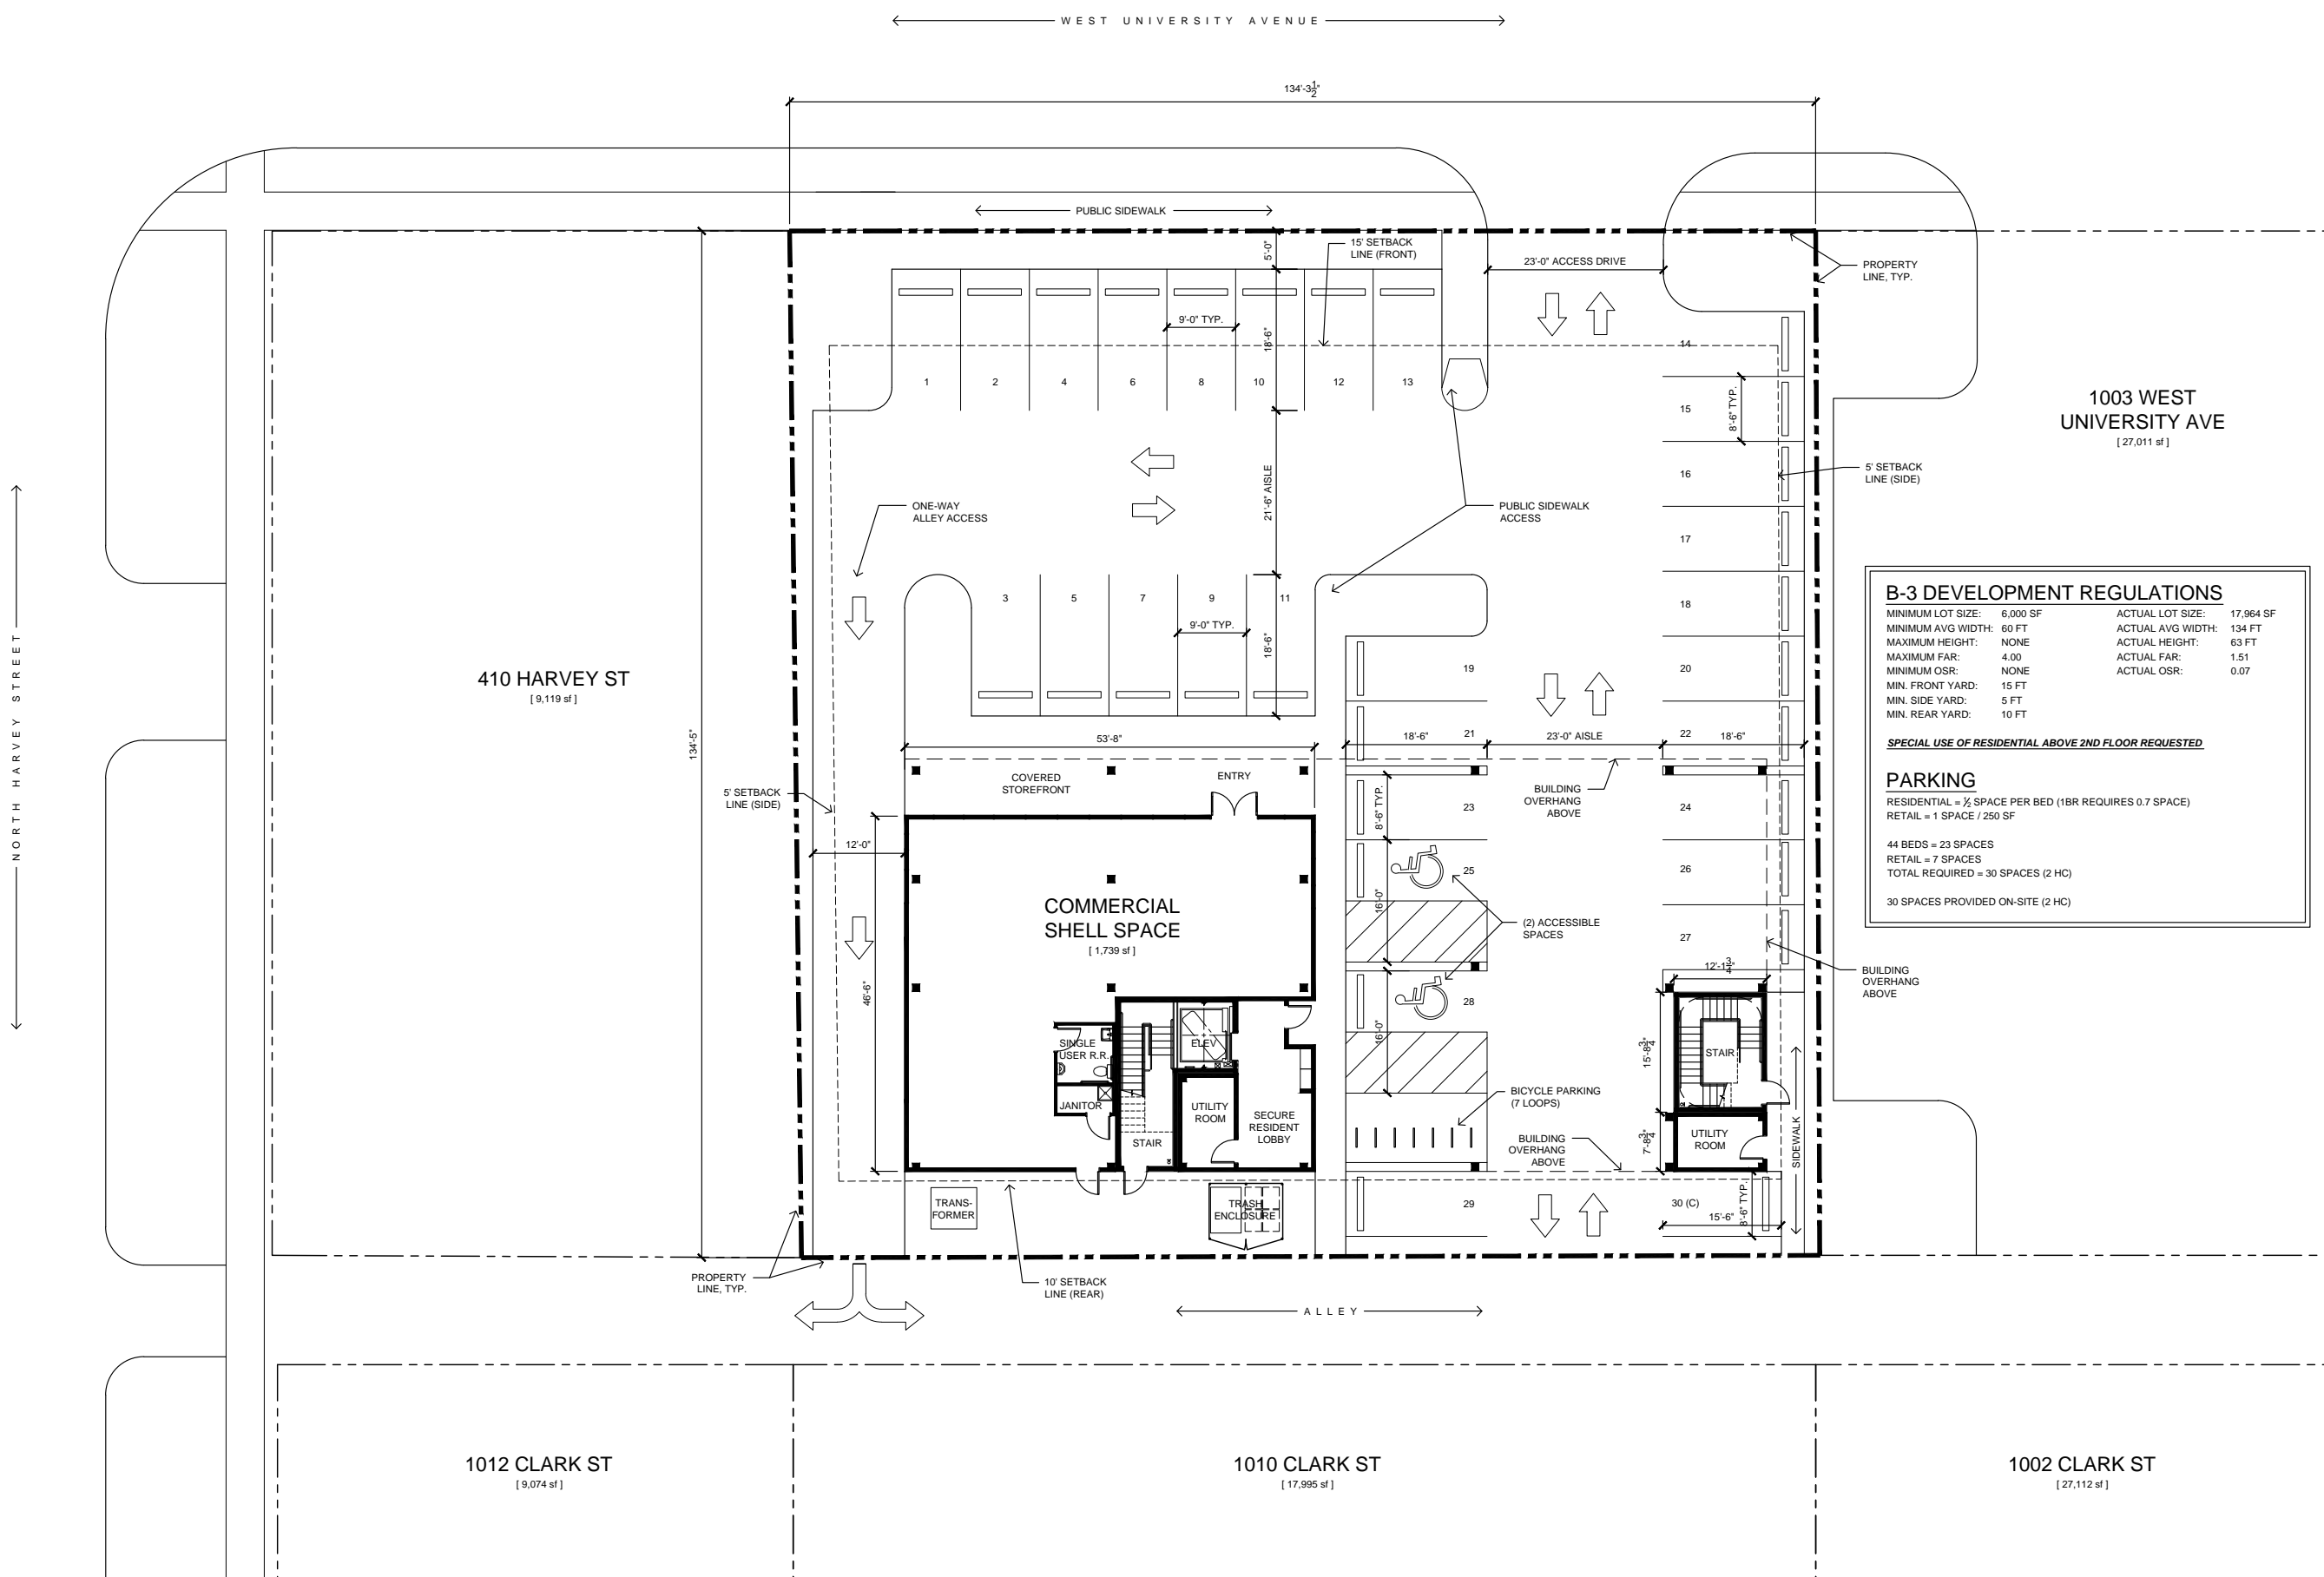 WEST UNIVERSITY AVENUE
134'-3 1/2"
PUBLIC SIDEWALK
5'-0"
15' SETBACK
LINE (FRONT)
23'-0" ACCESS DRIVE
PROPERTY
LINE, TYP.
9'-0" TYP.
18'-6"
14
1
2
4
6
8
10
12
13
15
8'-6" TYP.
1003 WEST
UNIVERSITY AVE
[ 27,011 sf ]
16
5' SETBACK
LINE (SIDE)
ONE-WAY
ALLEY ACCESS
21'-6" AISLE
PUBLIC SIDEWALK
ACCESS
17
3
5
7
9
11
18
9'-0" TYP.
18'-6"
B-3 DEVELOPMENT REGULATIONS
MINIMUM LOT SIZE: 6,000 SF ACTUAL LOT SIZE: 17,964 SF
MINIMUM AVG WIDTH: 60 FT ACTUAL AVG WIDTH: 134 FT
MAXIMUM HEIGHT: NONE ACTUAL HEIGHT: 63 FT
MAXIMUM FAR: 4.00 ACTUAL FAR: 1.51
MINIMUM OSR: NONE ACTUAL OSR: 0.07
MIN. FRONT YARD: 15 FT
MIN. SIDE YARD: 5 FT
MIN. REAR YARD: 10 FT
SPECIAL USE OF RESIDENTIAL ABOVE 2ND FLOOR REQUESTED
PARKING
RESIDENTIAL = ½ SPACE PER BED (1BR REQUIRES 0.7 SPACE)
RETAIL = 1 SPACE / 250 SF
44 BEDS = 23 SPACES
RETAIL = 7 SPACES
TOTAL REQUIRED = 30 SPACES (2 HC)
30 SPACES PROVIDED ON-SITE (2 HC)
NORTH HARVEY STREET
410 HARVEY ST
[ 9,119 sf ]
134'-5"
19
20
21
22
53'-8"
18'-6"
23'-0" AISLE
18'-6"
COVERED
STOREFRONT
ENTRY
5' SETBACK
LINE (SIDE)
BUILDING
OVERHANG
ABOVE
8'-6" TYP.
23
24
12'-0"
25
26
16'-0"
COMMERCIAL
SHELL SPACE
[ 1,739 sf ]
(2) ACCESSIBLE
SPACES
27
12'-1 3/4"
BUILDING
OVERHANG
ABOVE
46'-6"
28
16'-0"
SINGLE
USER R.R.
ELEV
STAIR
15'-8 3/4"
JANITOR
UTILITY
ROOM
SECURE
RESIDENT
LOBBY
STAIR
BICYCLE PARKING
(7 LOOPS)
BUILDING
OVERHANG
ABOVE
7'-8 3/4"
UTILITY
ROOM
SIDEWALK
TRANS-
FORMER
TRASH
ENCLOSURE
29
30 (C)
15'-6"
8'-6" TYP.
PROPERTY
LINE, TYP.
10' SETBACK
LINE (REAR)
ALLEY
1012 CLARK ST
[ 9,074 sf ]
1010 CLARK ST
[ 17,995 sf ]
1002 CLARK ST
[ 27,112 sf ]